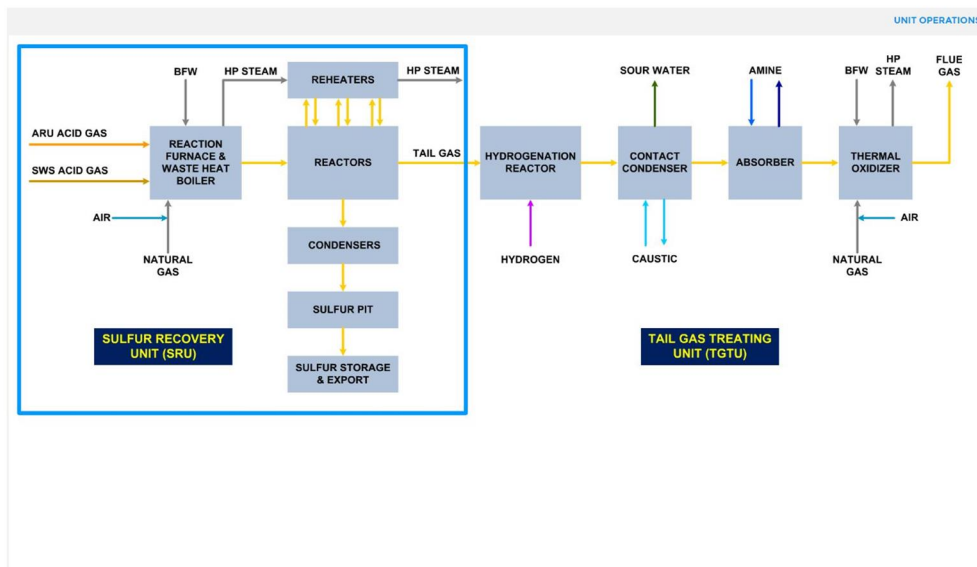 UNIT OPERATIONS
BFW
HP STEAM
REHEATERS
HP STEAM
ARU ACID GAS
SWS ACID GAS
REACTION
FURNACE &
WASTE HEAT
BOILER
REACTORS
TAIL GAS
AIR
NATURAL
GAS
CONDENSERS
SULFUR PIT
SULFUR STORAGE
& EXPORT
SULFUR RECOVERY
UNIT (SRU)
SOUR WATER
AMINE
BFW
HP
STEAM
FLUE
GAS
HYDROGENATION
REACTOR
CONTACT
CONDENSER
ABSORBER
THERMAL
OXIDIZER
HYDROGEN
CAUSTIC
AIR
NATURAL
GAS
TAIL GAS TREATING
UNIT (TGTU)